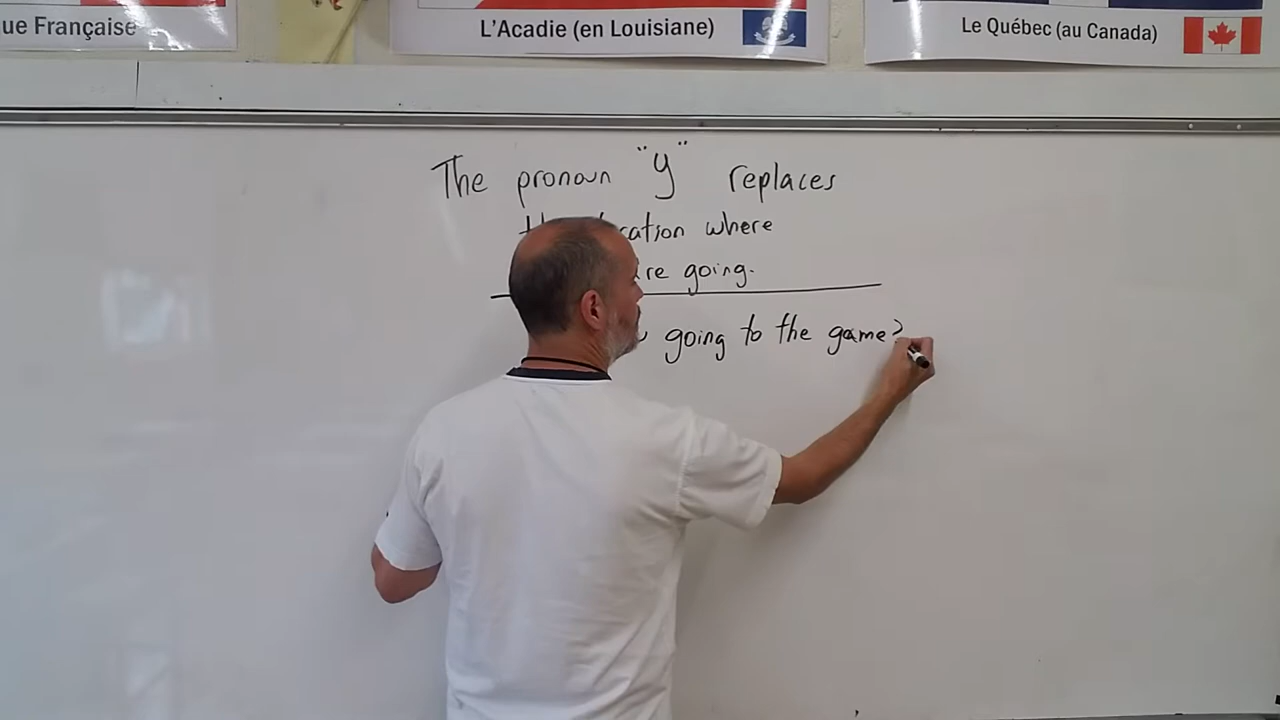 ue Française
L'Acadie (en Louisiane)
Le Québec (au Canada)
The pronoun "y" replaces
cation where
re going.
going to the game?